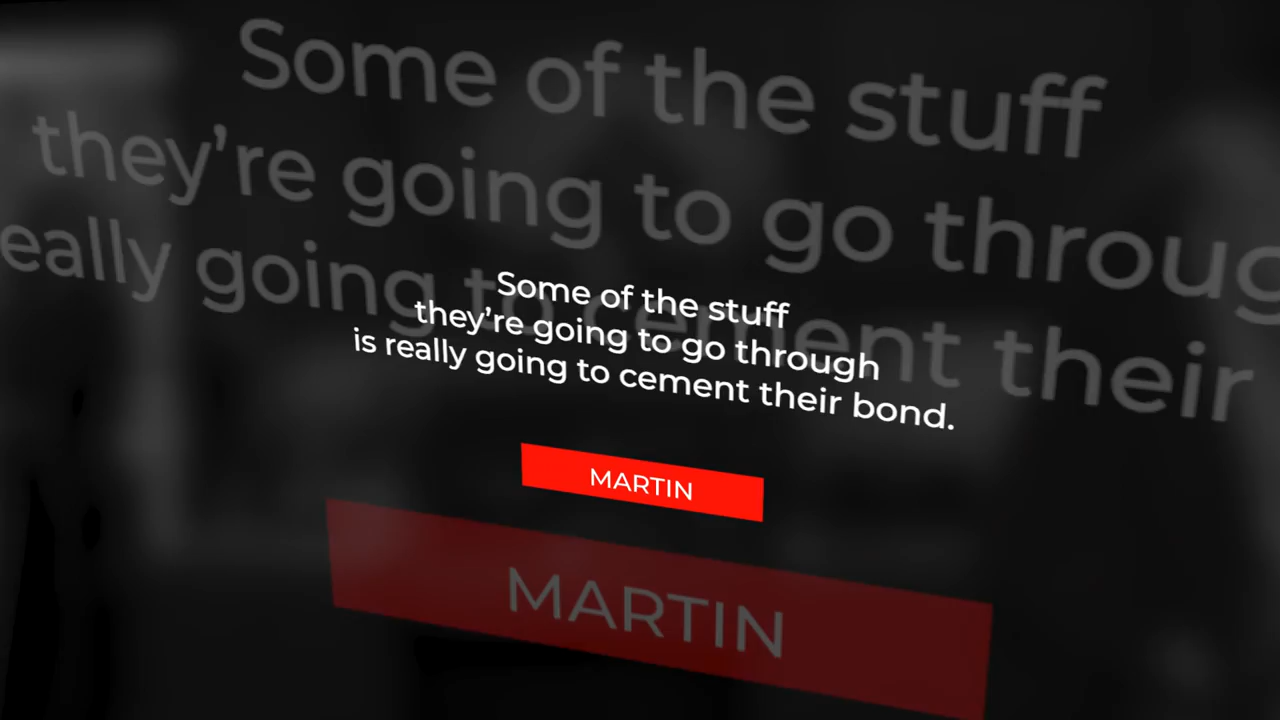 Some of the stuff
they’re going to go throug
eally going to cement their
Some of the stuff
they’re going to go through
is really going to cement their bond.
MARTIN
MARTIN